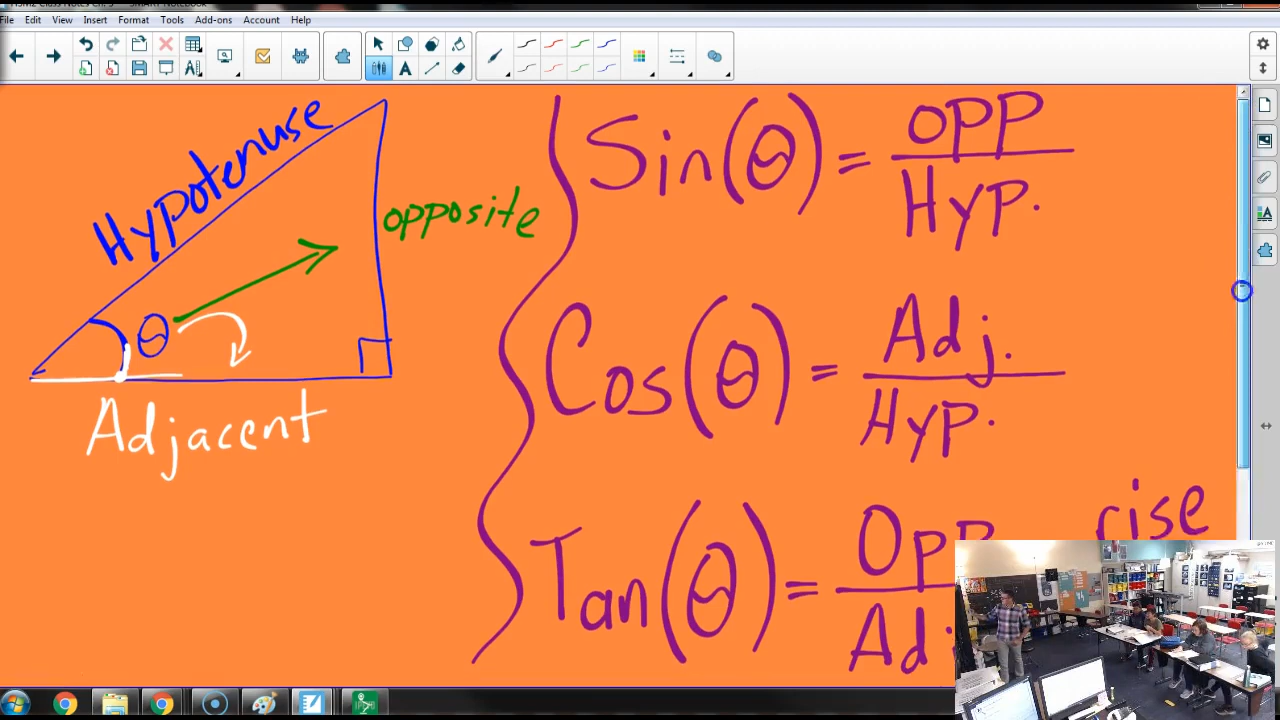 File Edit View Insert Format Tools Add-ons Account Help
Hypotenuse
opposite
θ
Adjacent
Sin(θ) = opp
Hyp.
Cos(θ) = Adj.
Hyp.
Tan(θ) = Opp rise
Adj